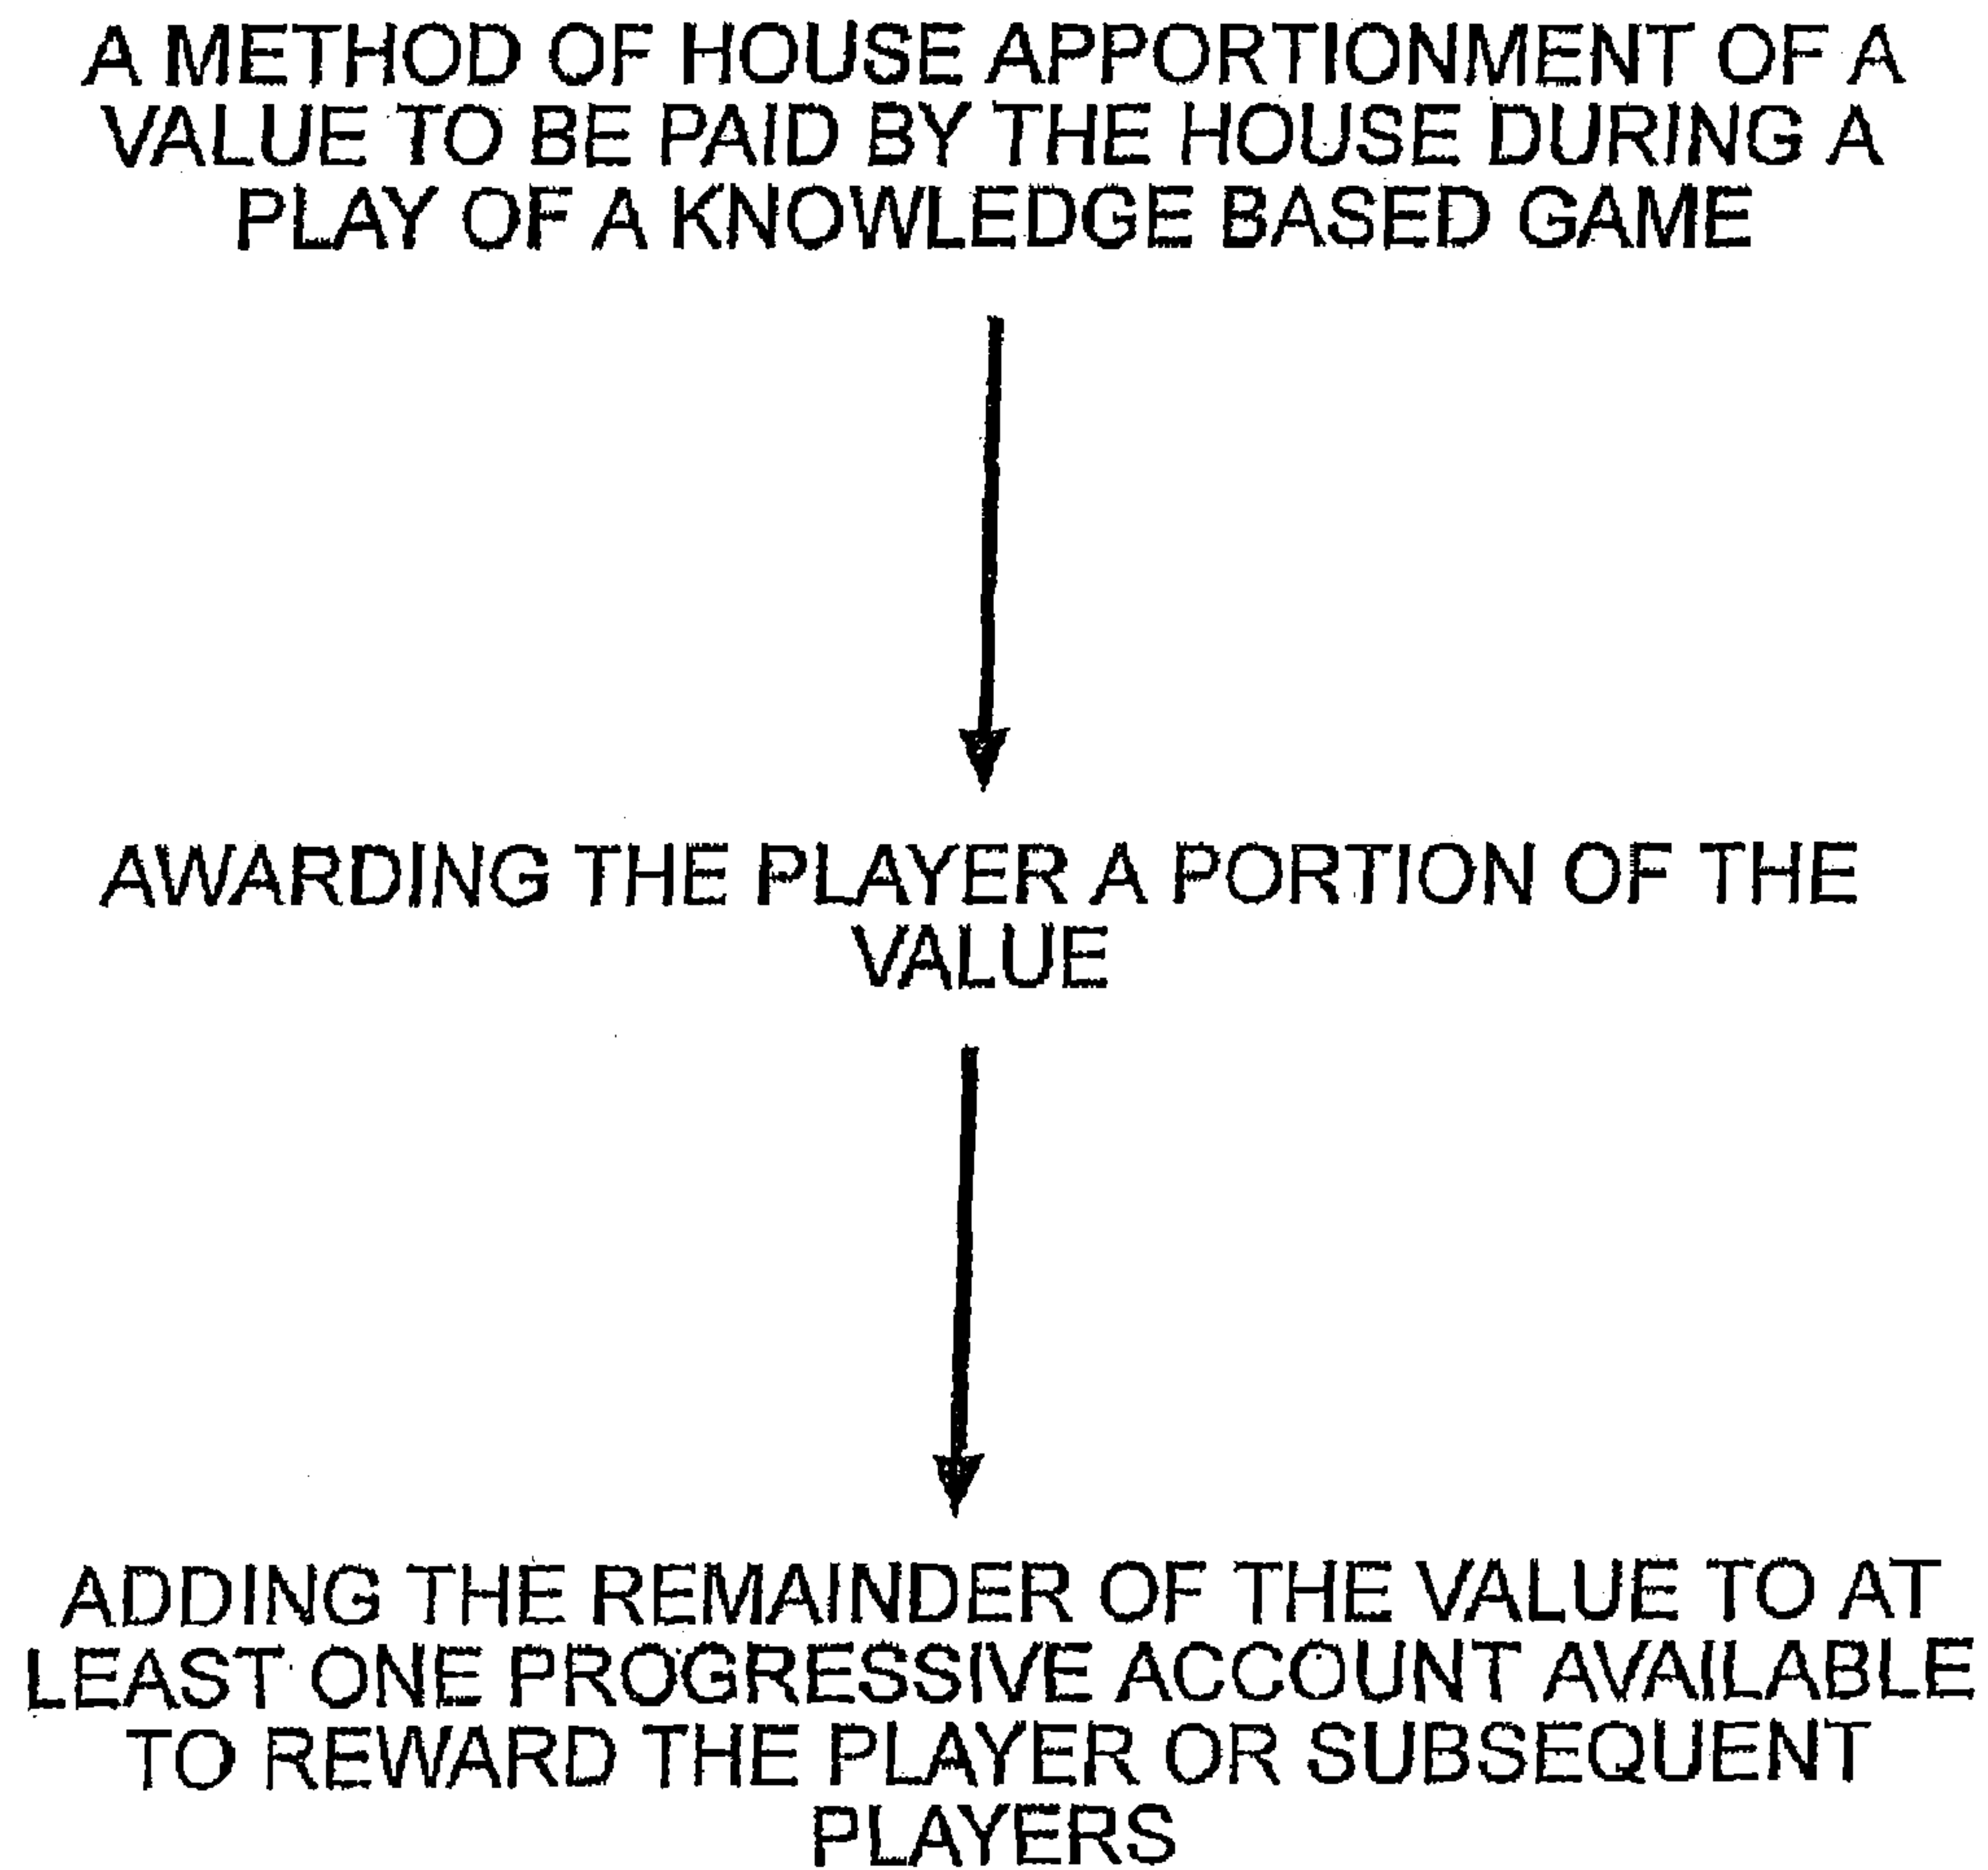 A METHOD OF HOUSE APPORTIONMENT OF A
VALUE TO BE PAID BY THE HOUSE DURING A
PLAY OF A KNOWLEDGE BASED GAME
AWARDING THE PLAYER A PORTION OF THE
VALUE
ADDING THE REMAINDER OF THE VALUE TO AT
LEAST ONE PROGRESSIVE ACCOUNT AVAILABLE
TO REWARD THE PLAYER OR SUBSEQUENT
PLAYERS